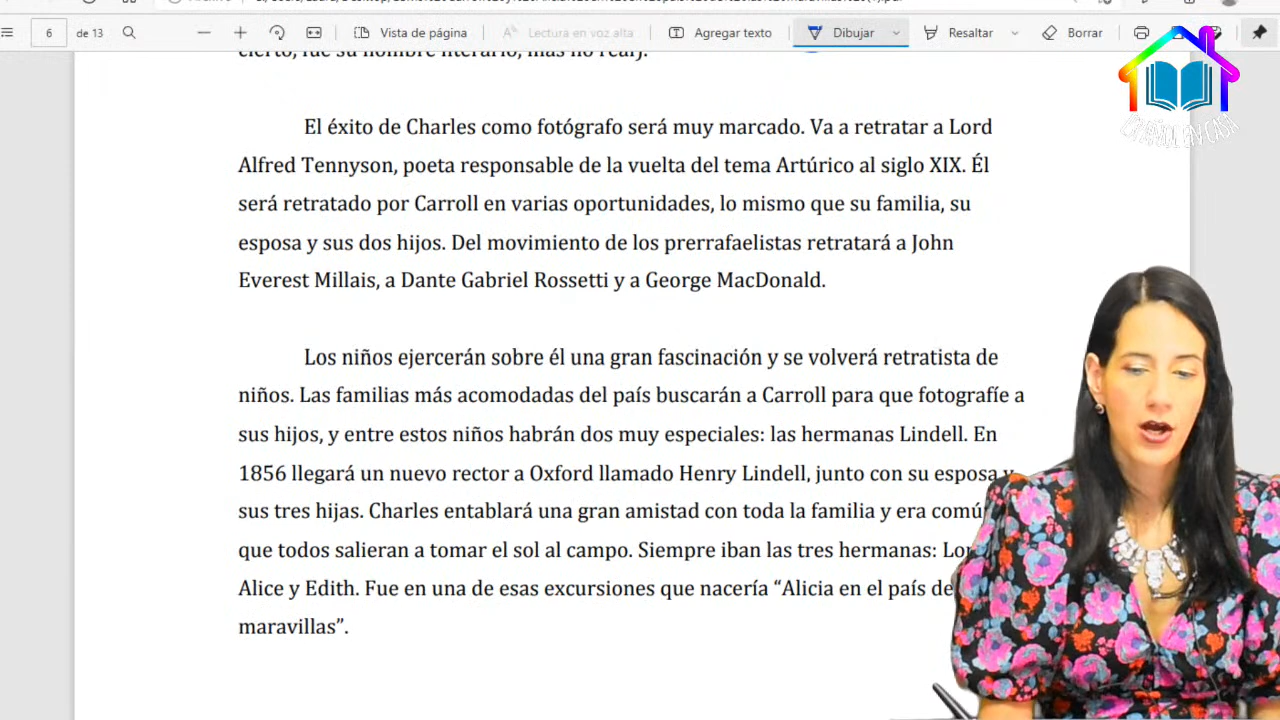 6 de 13 Vista de página Lectura en voz alta Agregar texto Dibujar Resaltar Borrar
cierto, fue su nombre literario, mas no real).
El éxito de Charles como fotógrafo será muy marcado. Va a retratar a Lord
Alfred Tennyson, poeta responsable de la vuelta del tema Artúrico al siglo XIX. Él
será retratado por Carroll en varias oportunidades, lo mismo que su familia, su
esposa y sus dos hijos. Del movimiento de los prerrafaelistas retratará a John
Everest Millais, a Dante Gabriel Rossetti y a George MacDonald.
Los niños ejercerán sobre él una gran fascinación y se volverá retratista de
niños. Las familias más acomodadas del país buscarán a Carroll para que fotografíe a
sus hijos, y entre estos niños habrán dos muy especiales: las hermanas Lindell. En
1856 llegará un nuevo rector a Oxford llamado Henry Lindell, junto con su esposa y
sus tres hijas. Charles entablará una gran amistad con toda la familia y era
que todos salieran a tomar el sol al campo. Siempre iban las tres hermanas:
Alice y Edith. Fue en una de esas excursiones que nacería “Alicia en el país de
maravillas”.